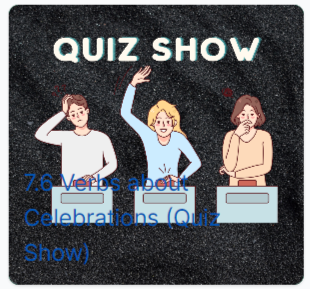 QUIZ SHOW
7.6 Verbs about
Celebrations (Quiz
Show)